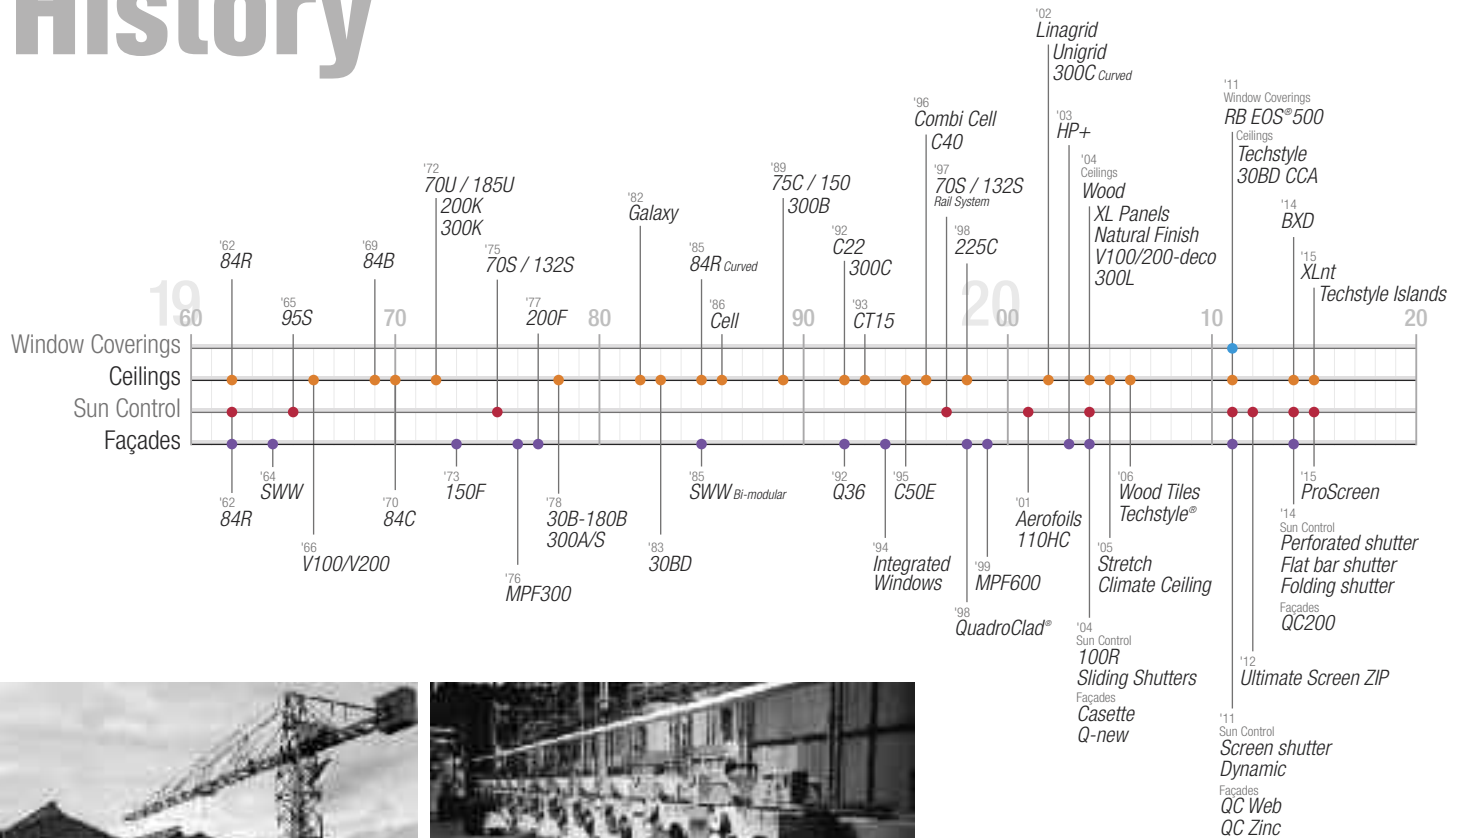 History
'02
Linagrid
Unigrid
300C Curved
'11
Window Coverings
RB EOS®500
Ceilings
Techstyle
30BD CCA
'96
Combi Cell
C40
'03
HP+
'72
70U / 185U
200K
300K
'89
75C / 150
300B
'97
70S / 132S
Rail System
'04
Ceilings
Wood
XL Panels
Natural Finish
V100/200-deco
300L
'82
Galaxy
'14
BXD
'62
84R
'69
84B
'75
70S / 132S
'85
84R Curved
'92
C22
300C
'98
225C
'15
XLnt
Techstyle Islands
'65
95S
'77
200F
'86
Cell
'93
CT15
19
20
60
70
80
90
00
10
20
Window Coverings
Ceilings
Sun Control
Façades
'64
SWW
'73
150F
'85
SWW Bi-modular
'92
Q36
'95
C50E
'06
Wood Tiles
Techstyle®
'15
ProScreen
'62
84R
'70
84C
'78
30B-180B
300A/S
'01
Aerofoils
110HC
'14
Sun Control
Perforated shutter
Flat bar shutter
Folding shutter
Façades
QC200
'66
V100/V200
'83
30BD
'94
Integrated
Windows
'05
Stretch
Climate Ceiling
'76
MPF300
'99
MPF600
'98
QuadroClad®
'04
Sun Control
100R
Sliding Shutters
Façades
Casette
Q-new
'12
Ultimate Screen ZIP
'11
Sun Control
Screen shutter
Dynamic
Façades
QC Web
QC Zinc